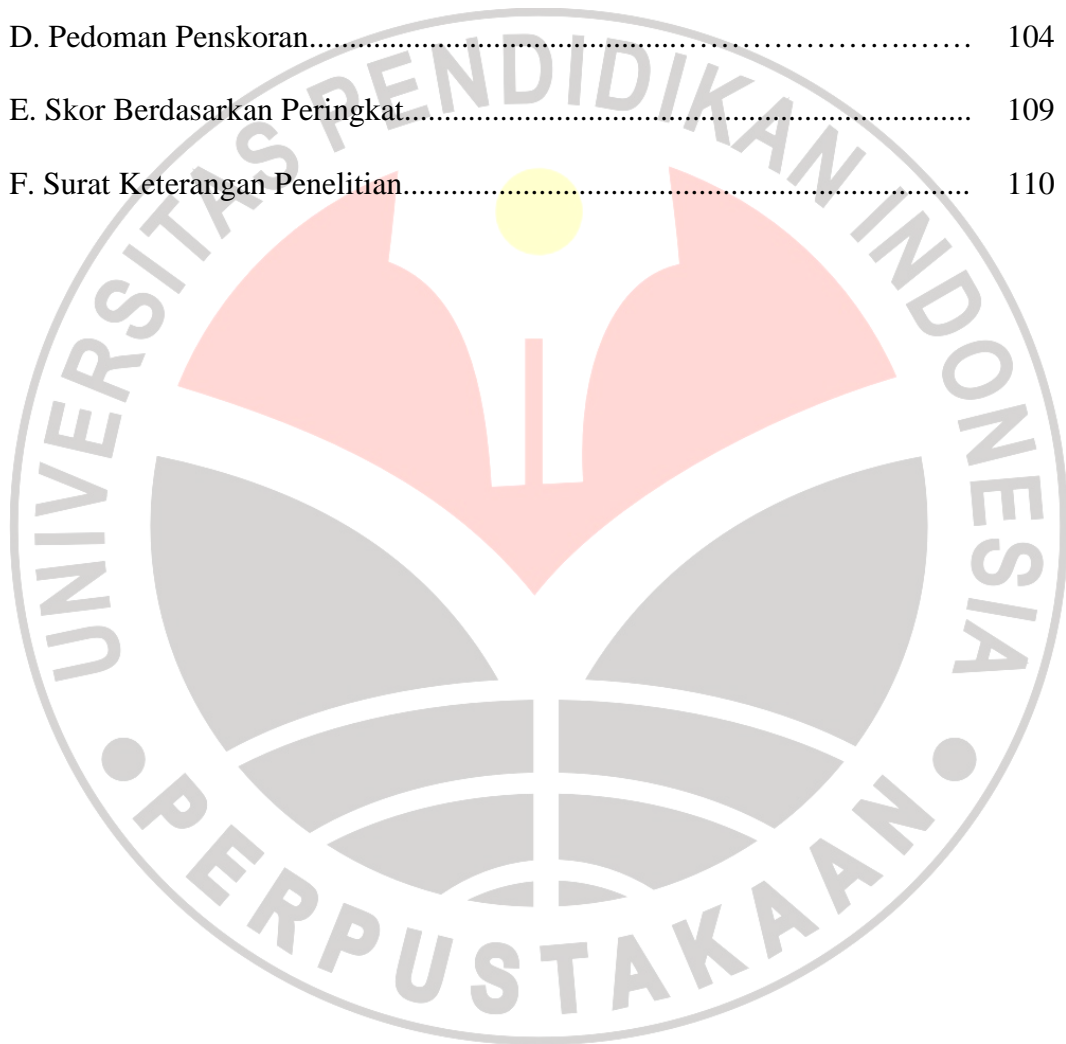 D. Pedoman Penskoran.......................................…………………….…… 104
E. Skor Berdasarkan Peringkat........................................................................ 109
F. Surat Keterangan Penelitian........................................................................ 110
UNIVERSITAS PENDIDIKAN INDONESIA
PERPUSTAKAAN